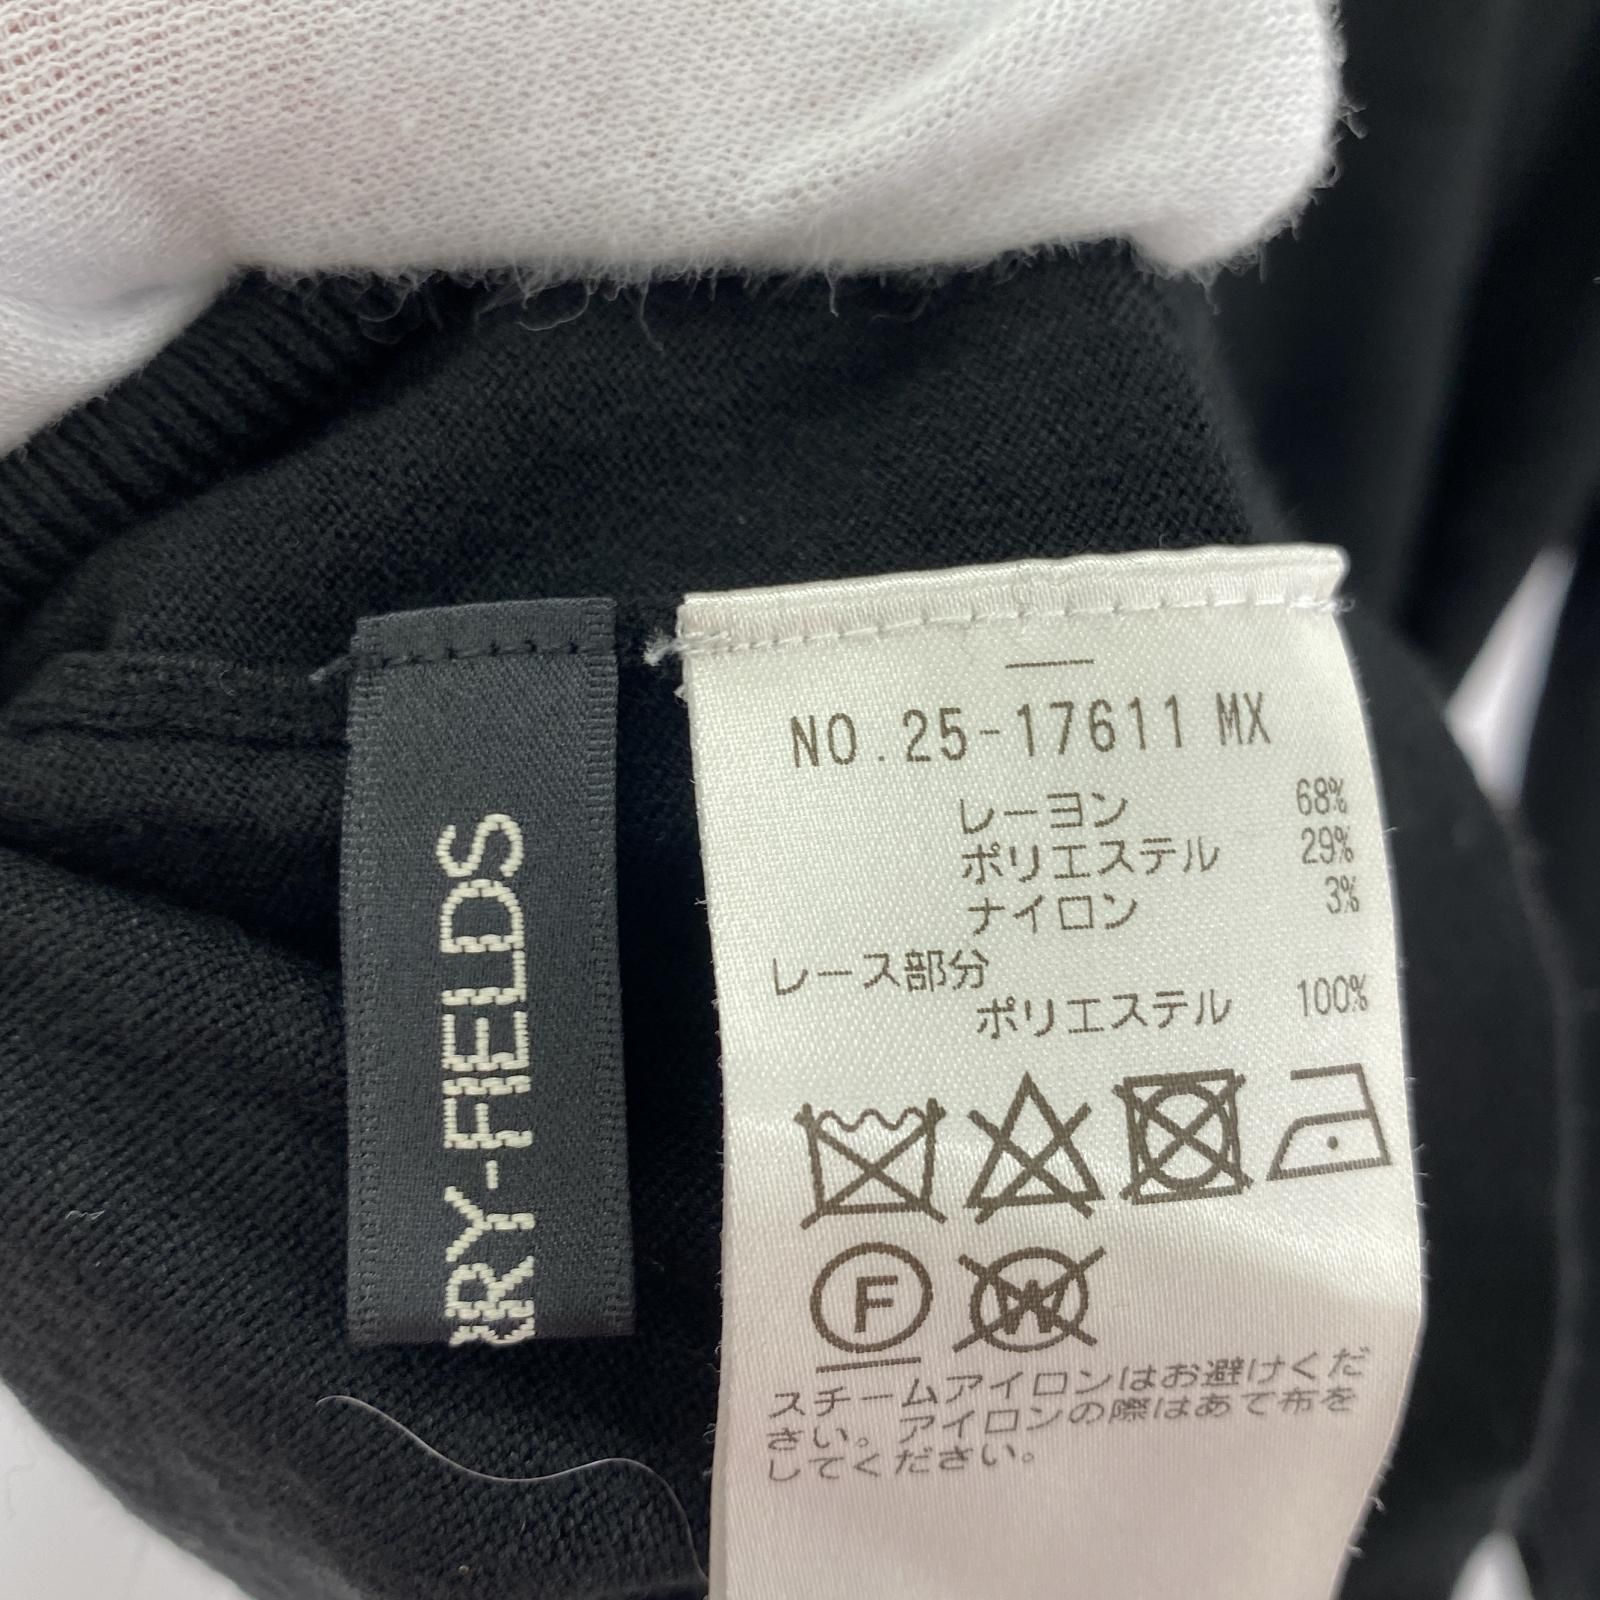 RRY-FIELDS
NO.25-17611 MX
レーヨン 68%
ポリエステル 29%
ナイロン 3%
レース部分
ポリエステル 100%
F
W
スチームアイロンはお避けくだ
さい。アイロンの際はあて布を
してください。